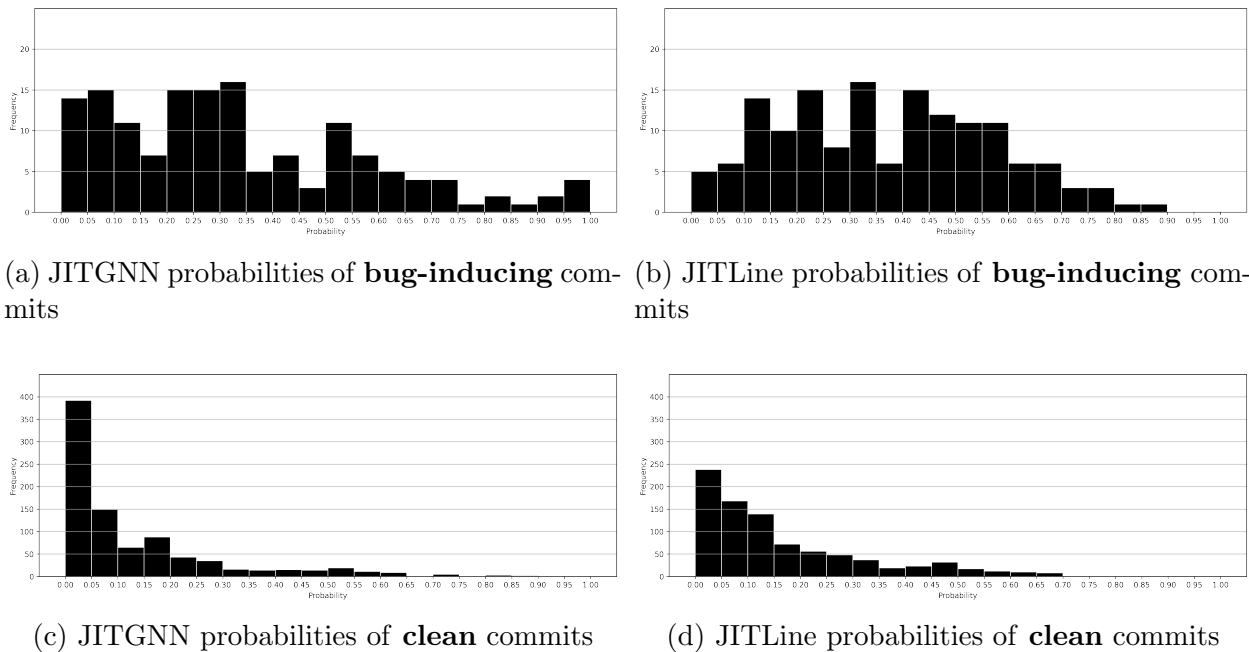 20
15
10
5
0
Frequency
0.00 0.05 0.10 0.15 0.20 0.25 0.30 0.35 0.40 0.45 0.50 0.55 0.60 0.65 0.70 0.75 0.80 0.85 0.90 0.95 1.00
Probability
(a) JITGNN probabilities of bug-inducing com-
mits
20
15
10
5
0
Frequency
0.00 0.05 0.10 0.15 0.20 0.25 0.30 0.35 0.40 0.45 0.50 0.55 0.60 0.65 0.70 0.75 0.80 0.85 0.90 0.95 1.00
Probability
(b) JITLine probabilities of bug-inducing com-
mits
400
350
300
250
200
150
100
50
0
Frequency
0.00 0.05 0.10 0.15 0.20 0.25 0.30 0.35 0.40 0.45 0.50 0.55 0.60 0.65 0.70 0.75 0.80 0.85 0.90 0.95 1.00
Probability
(c) JITGNN probabilities of clean commits
400
350
300
250
200
150
100
50
0
Frequency
0.00 0.05 0.10 0.15 0.20 0.25 0.30 0.35 0.40 0.45 0.50 0.55 0.60 0.65 0.70 0.75 0.80 0.85 0.90 0.95 1.00
Probability
(d) JITLine probabilities of clean commits